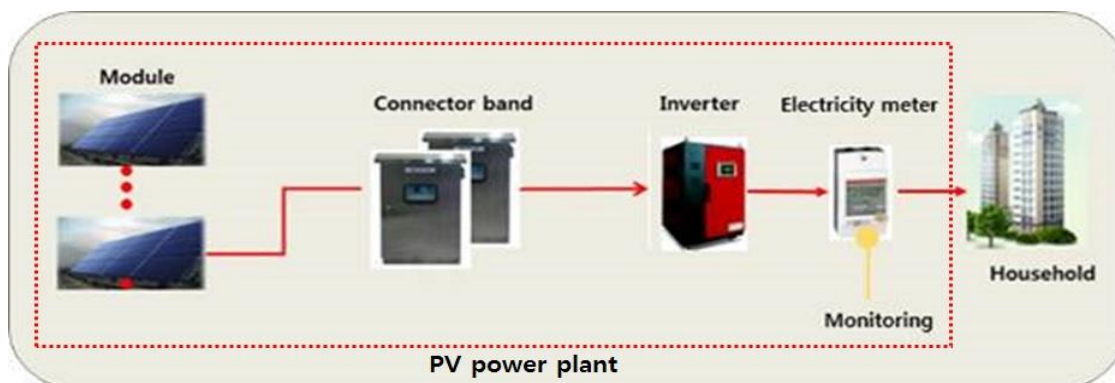 Module
Connector band
Inverter
Electricity meter
Household
Monitoring
PV power plant